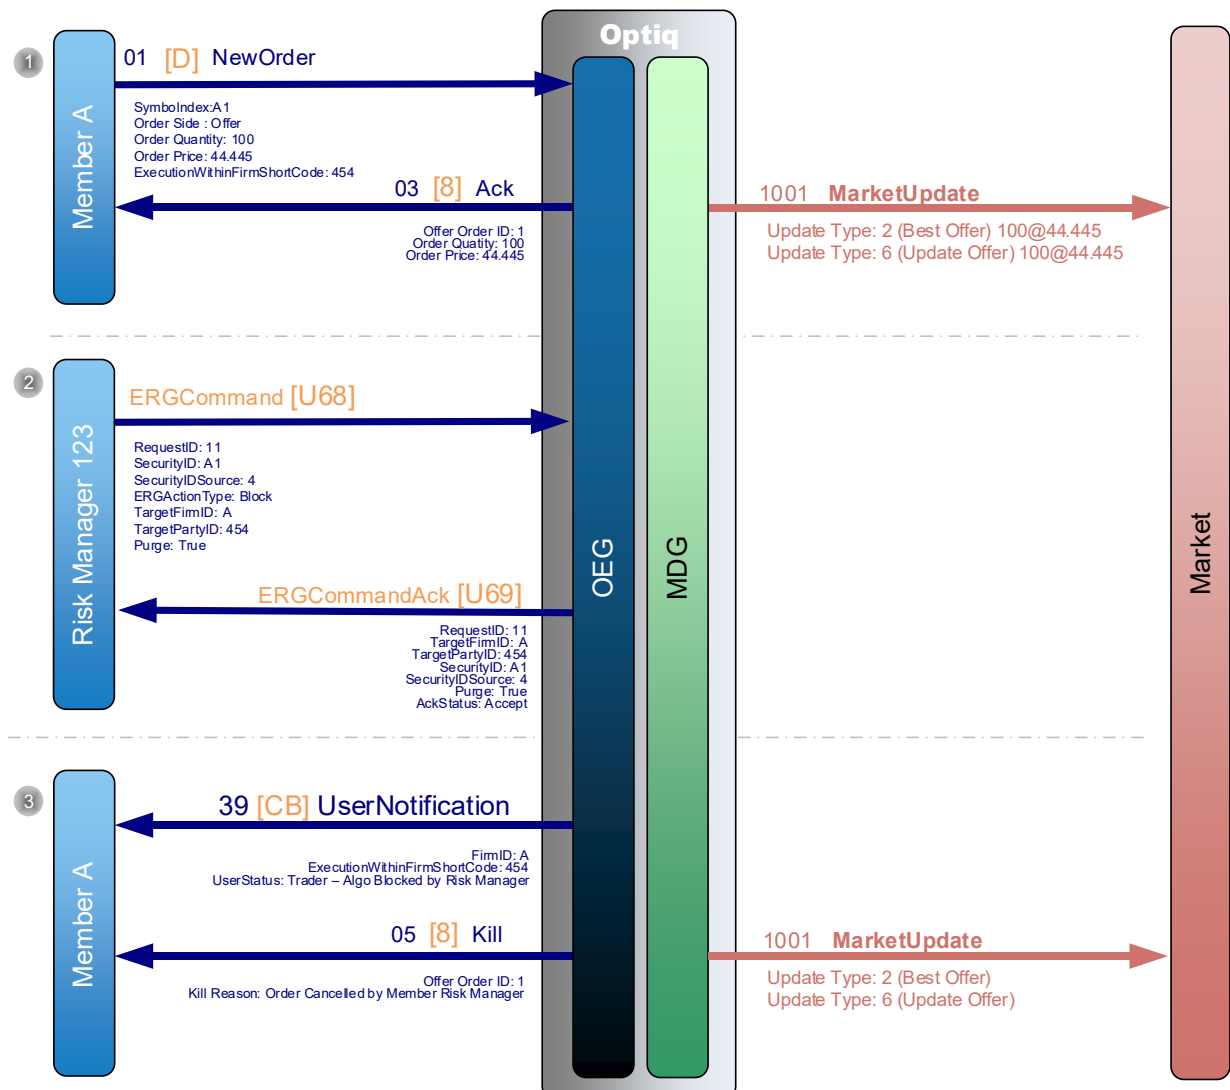 Optiq
1
Member A
01 [D] NewOrder
SymbolIndex:A1
Order Side : Offer
Order Quantity: 100
Order Price: 44.445
ExecutionWithinFirmShortCode: 454
03 [8] Ack
Offer Order ID: 1
Order Quatity: 100
Order Price: 44.445
1001 MarketUpdate
Update Type: 2 (Best Offer) 100@44.445
Update Type: 6 (Update Offer) 100@44.445
OEG
MDG
Market
2
Risk Manager 123
ERGCommand [U68]
RequestID: 11
SecurityID: A1
SecurityIDSource: 4
ERGActionType: Block
TargetFirmID: A
TargetPartyID: 454
Purge: True
ERGCommandAck [U69]
RequestID: 11
TargetFirmID: A
TargetPartyID: 454
SecurityID: A1
SecurityIDSource: 4
Purge: True
AckStatus: Accept
3
Member A
39 [CB] UserNotification
FirmID: A
ExecutionWithinFirmShortCode: 454
UserStatus: Trader – Algo Blocked by Risk Manager
05 [8] Kill
Offer Order ID: 1
Kill Reason: Order Cancelled by Member Risk Manager
1001 MarketUpdate
Update Type: 2 (Best Offer)
Update Type: 6 (Update Offer)